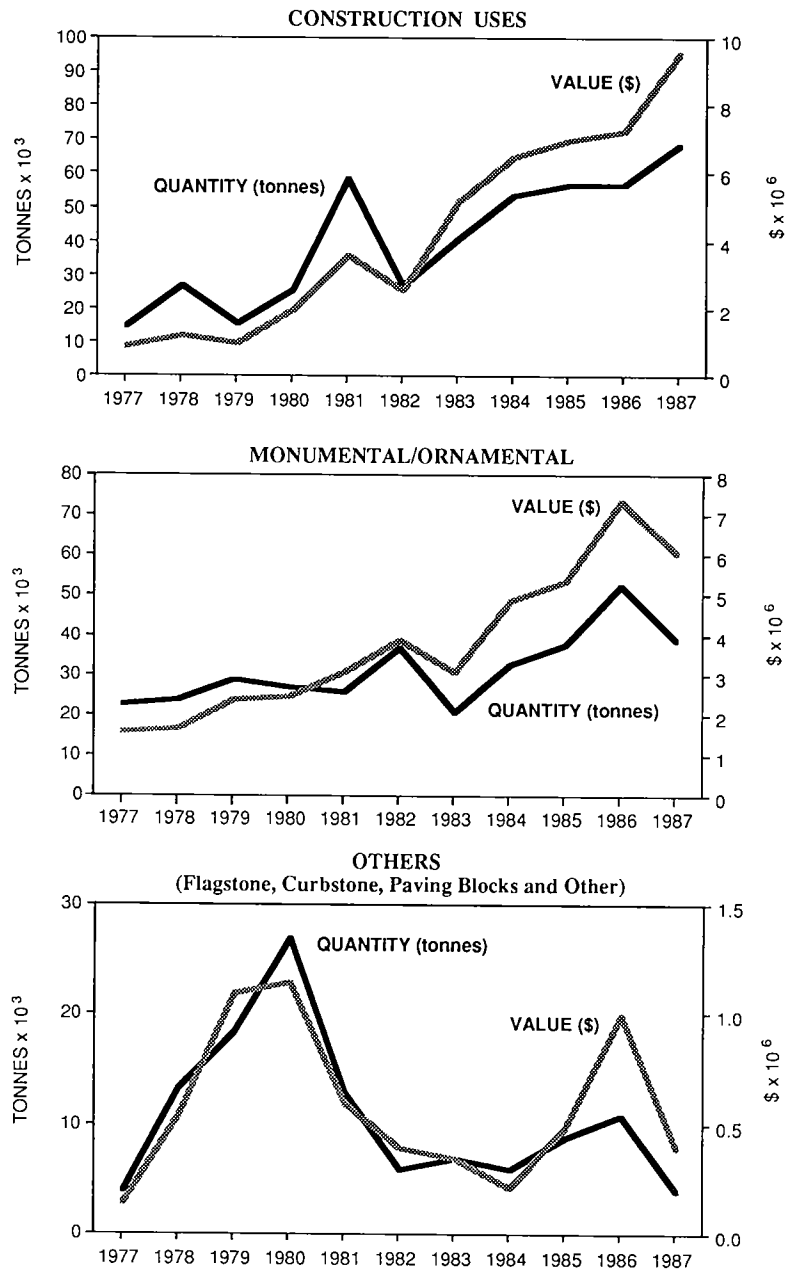 CONSTRUCTION USES
100
90
80
70
60
50
40
30
20
10
0
TONNES x 10³
10
8
6
4
2
0
$ x 10⁶
VALUE ($)
QUANTITY (tonnes)
1977 1978 1979 1980 1981 1982 1983 1984 1985 1986 1987
MONUMENTAL/ORNAMENTAL
80
70
60
50
40
30
20
10
0
TONNES x 10³
8
7
6
5
4
3
2
1
0
$ x 10⁶
VALUE ($)
QUANTITY (tonnes)
1977 1978 1979 1980 1981 1982 1983 1984 1985 1986 1987
OTHERS
(Flagstone, Curbstone, Paving Blocks and Other)
30
20
10
0
TONNES x 10³
1.5
1.0
0.5
0.0
$ x 10⁶
QUANTITY (tonnes)
VALUE ($)
1977 1978 1979 1980 1981 1982 1983 1984 1985 1986 1987